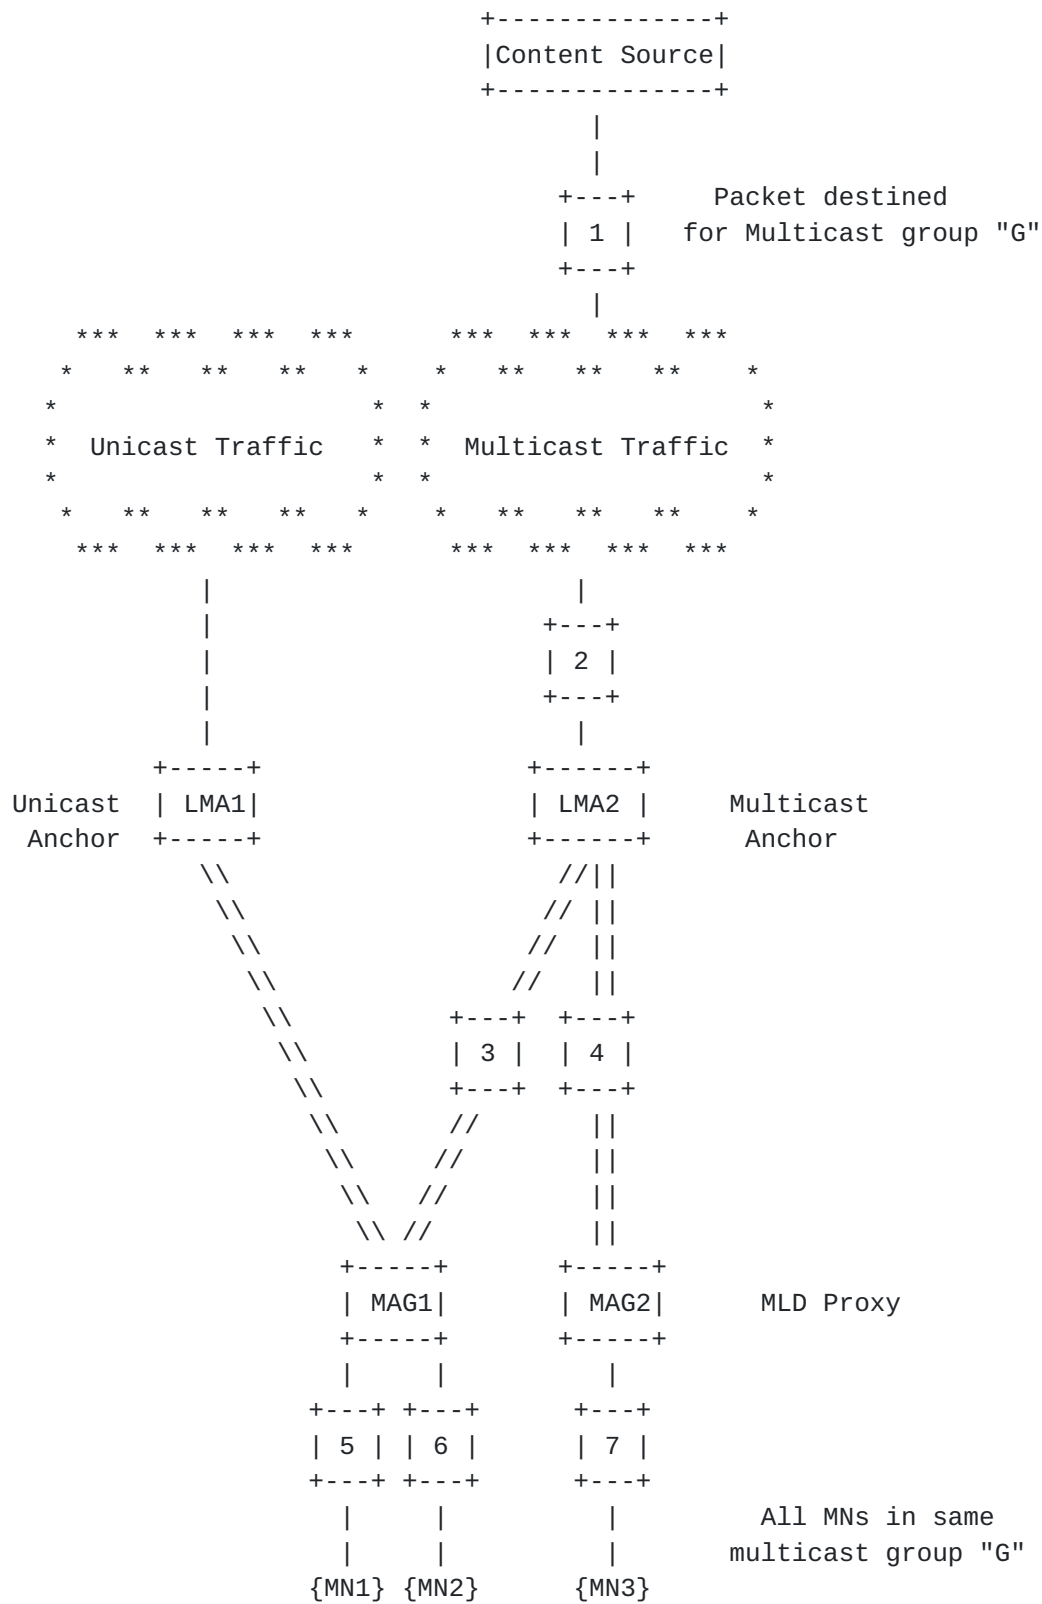 Content Source
Packet destined
1 for Multicast group "G"
Unicast Traffic Multicast Traffic
2
Unicast LMA1 LMA2 Multicast
Anchor Anchor
3 4
MAG1 MAG2 MLD Proxy
5 6 7
All MNs in same
multicast group "G"
{MN1} {MN2} {MN3}